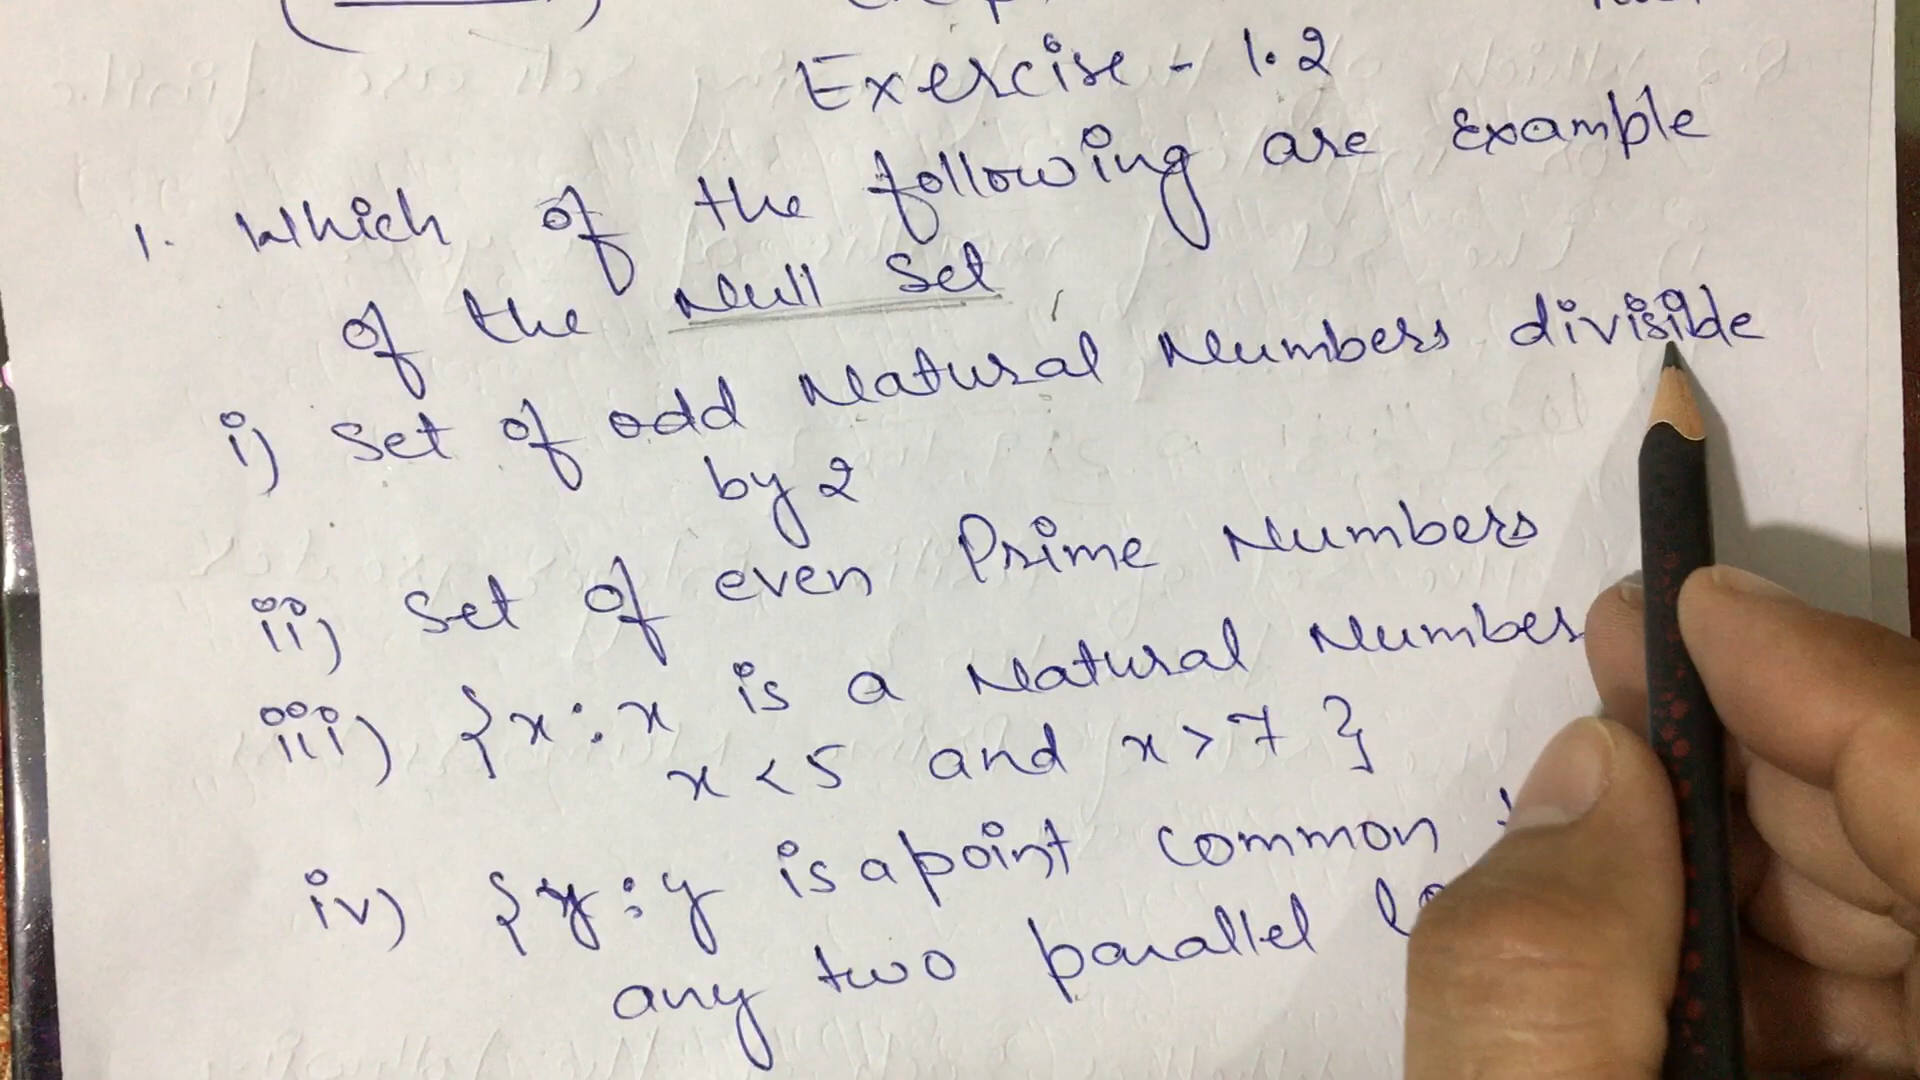 Exercise - 1.2
1. Which of the following are example
of the Null Set
i) Set of odd Natural Numbers divisible
by 2
ii) Set of even Prime Numbers
iii) {x : x is a Natural Number
x < 5 and x > 7 }
iv) {y : y is a point common
any two parallel